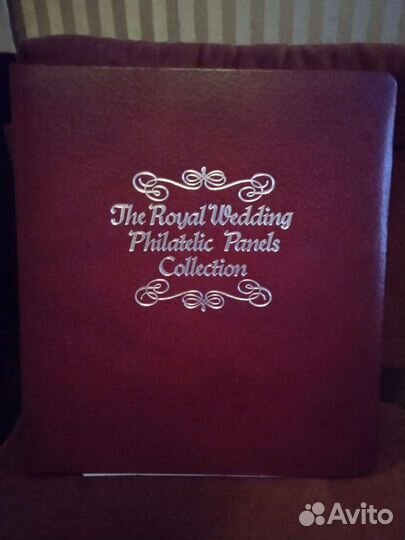 The Royal Wedding
Philatelic Panels
Collection
Avito